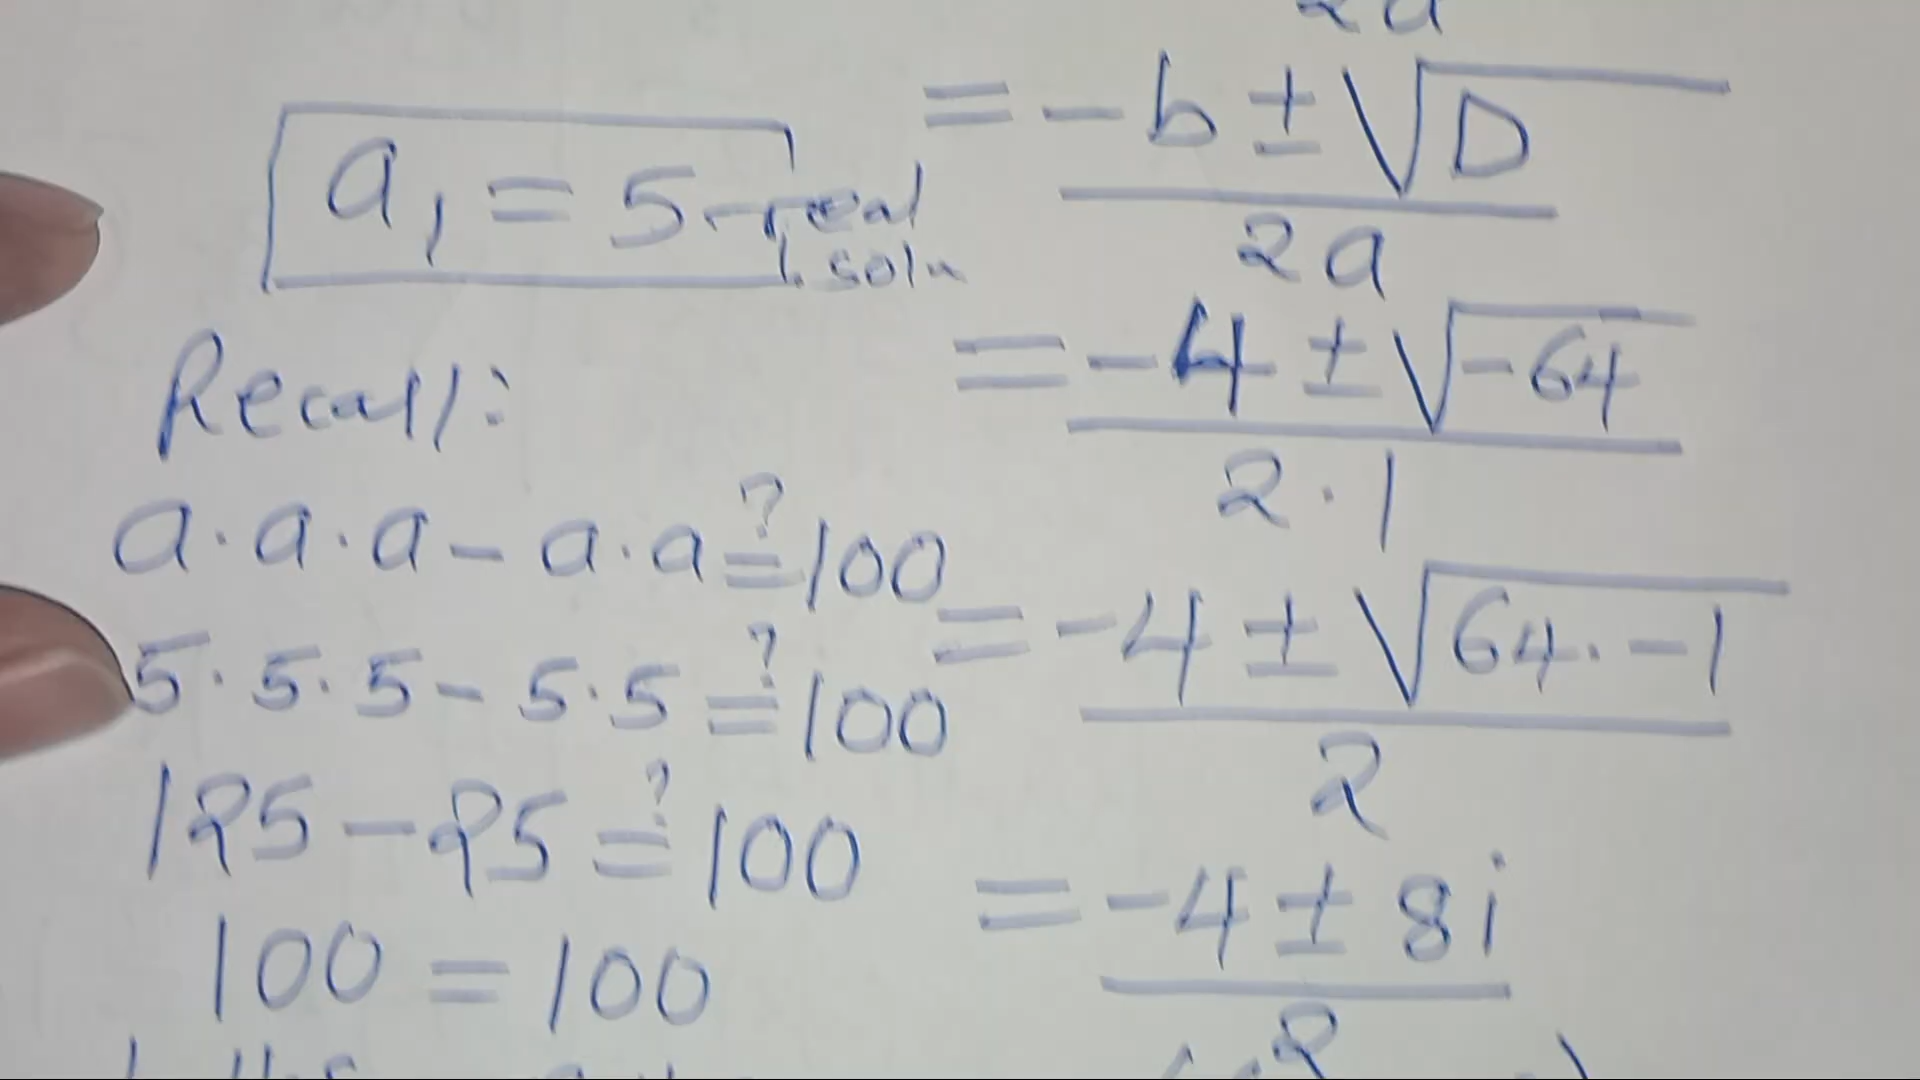 a₁ = 5 - real
soln
Recall:
a·a·a - a·a ≟ 100
5·5·5 - 5·5 ≟ 100
125 - 25 ≟ 100
100 = 100
2a
= -b ± √D
2a
= -4 ± √-64
2·1
= -4 ± √64·-1
2
= -4 ± 8i
2